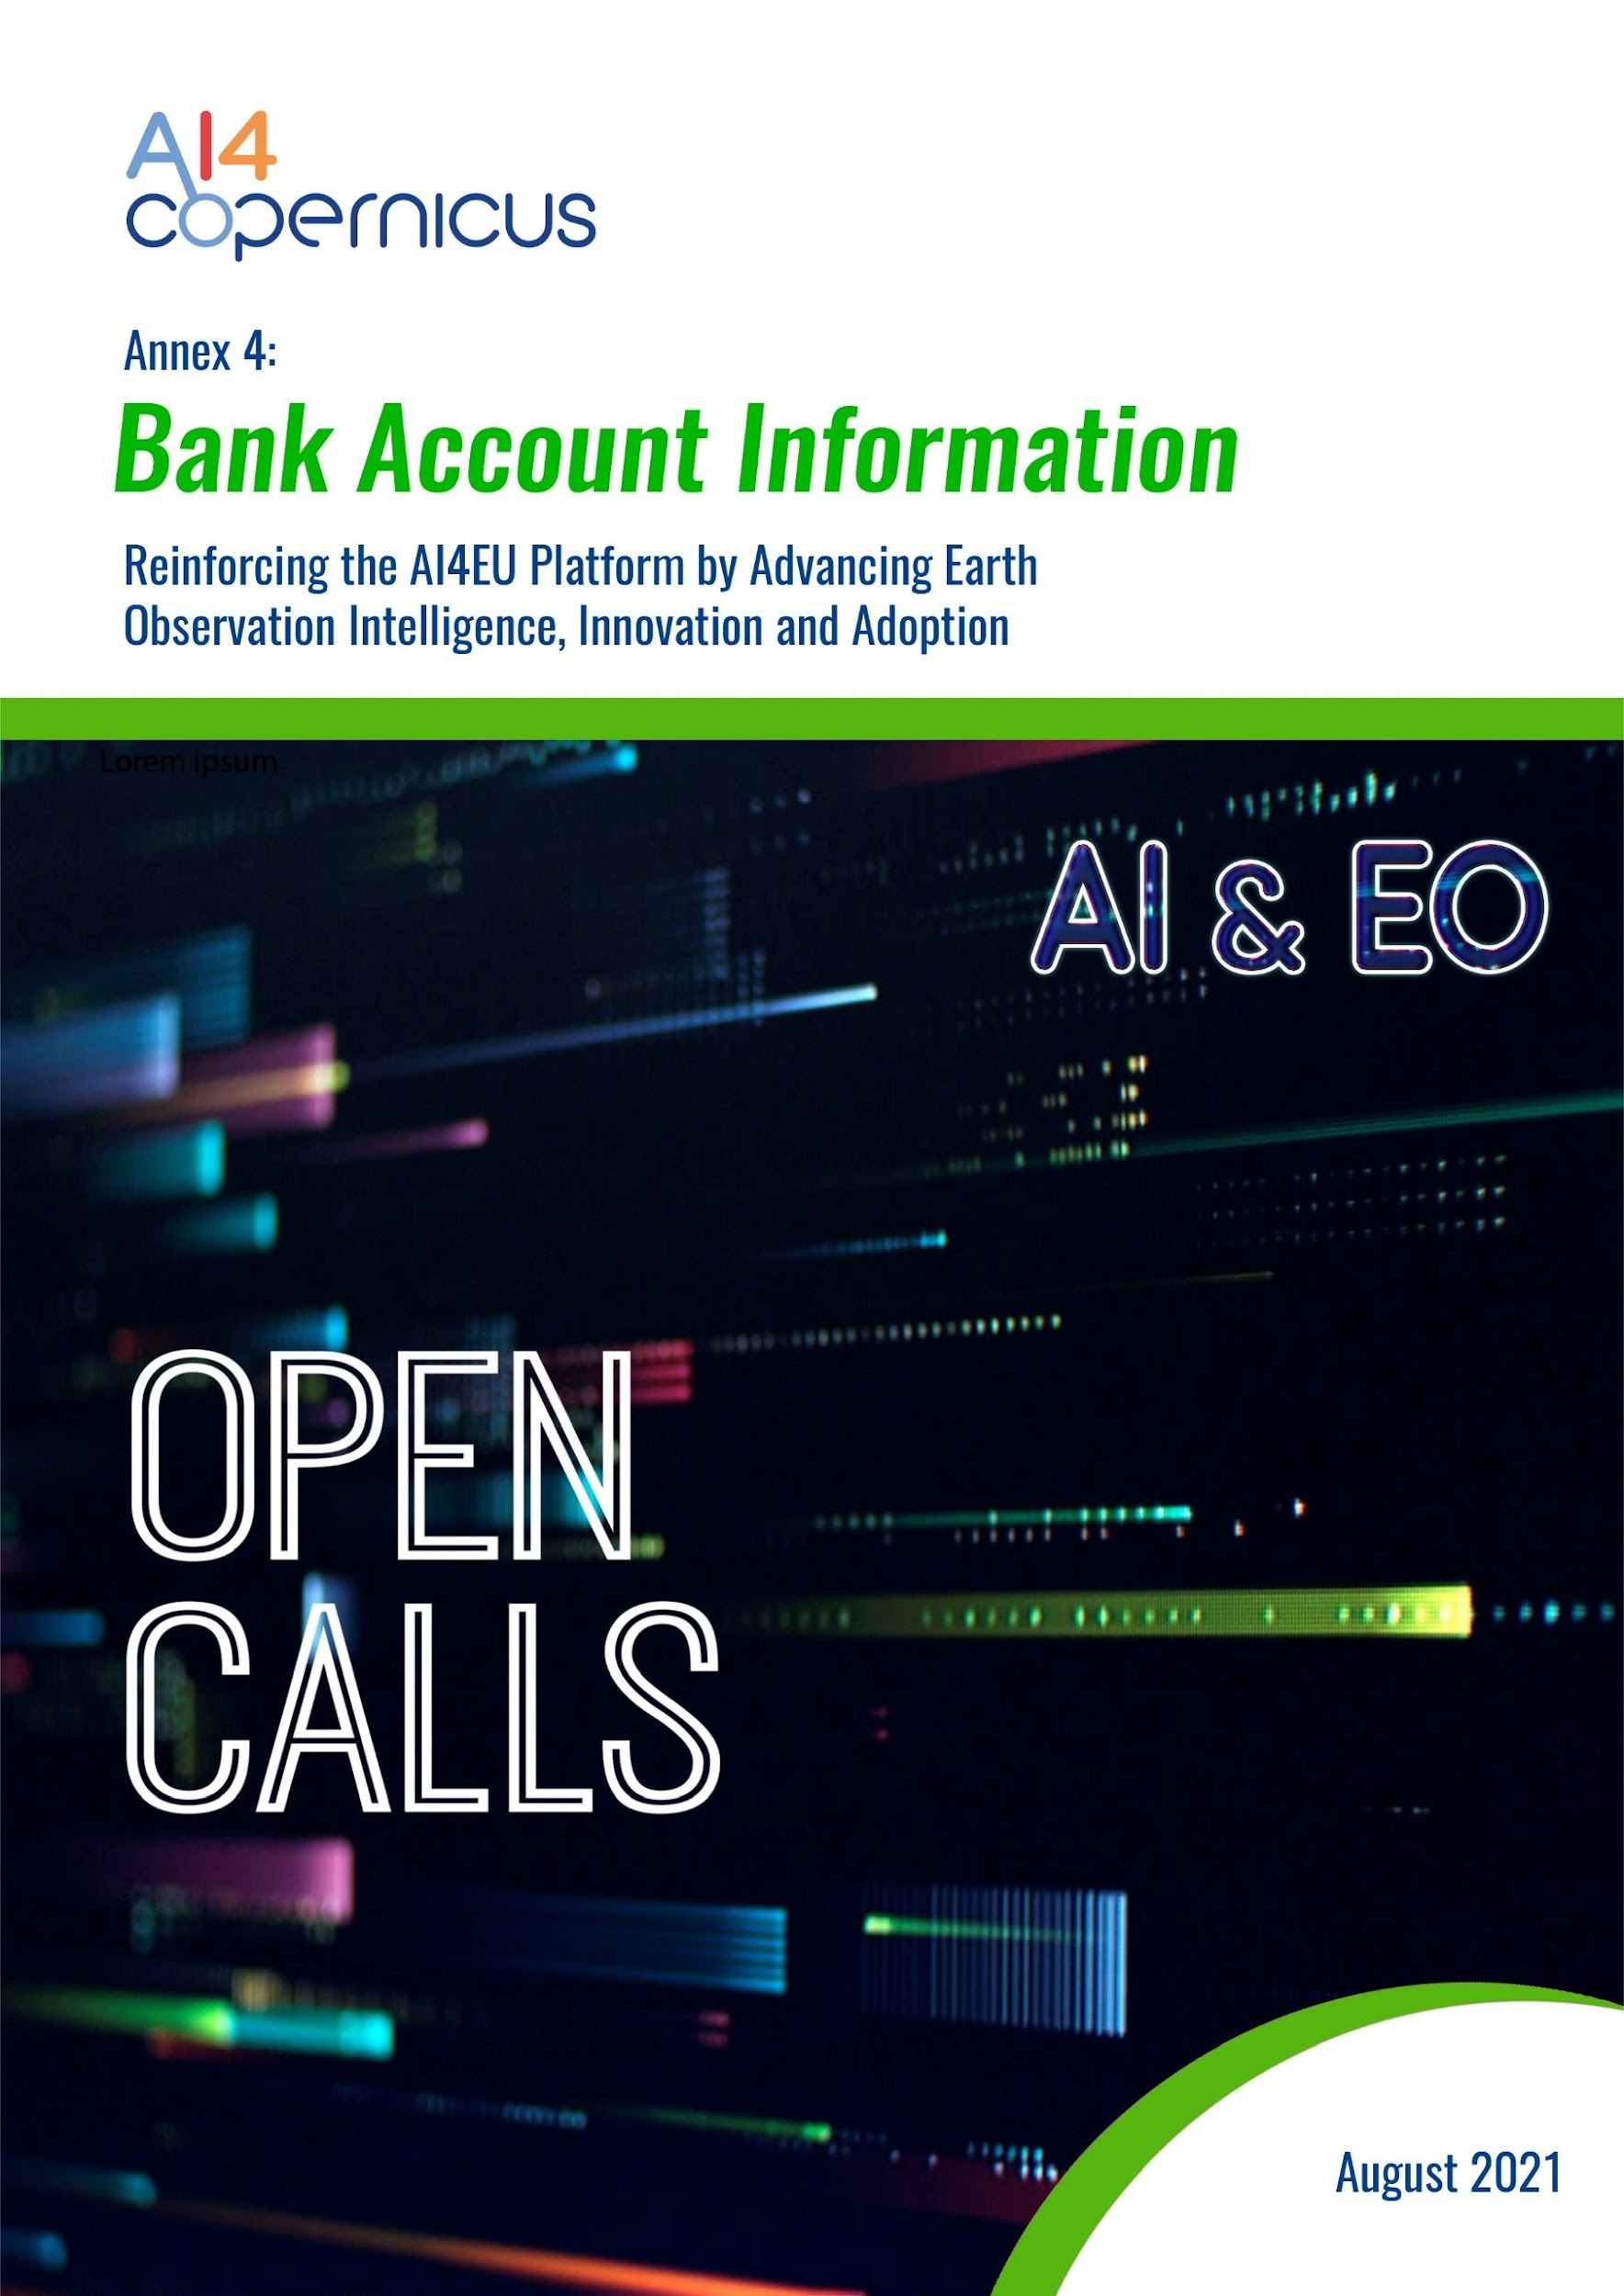 AI4
copernicus
Annex 4:
Bank Account Information
Reinforcing the AI4EU Platform by Advancing Earth
Observation Intelligence, Innovation and Adoption
Lorem ipsum
AI & EO
OPEN
CALLS
August 2021